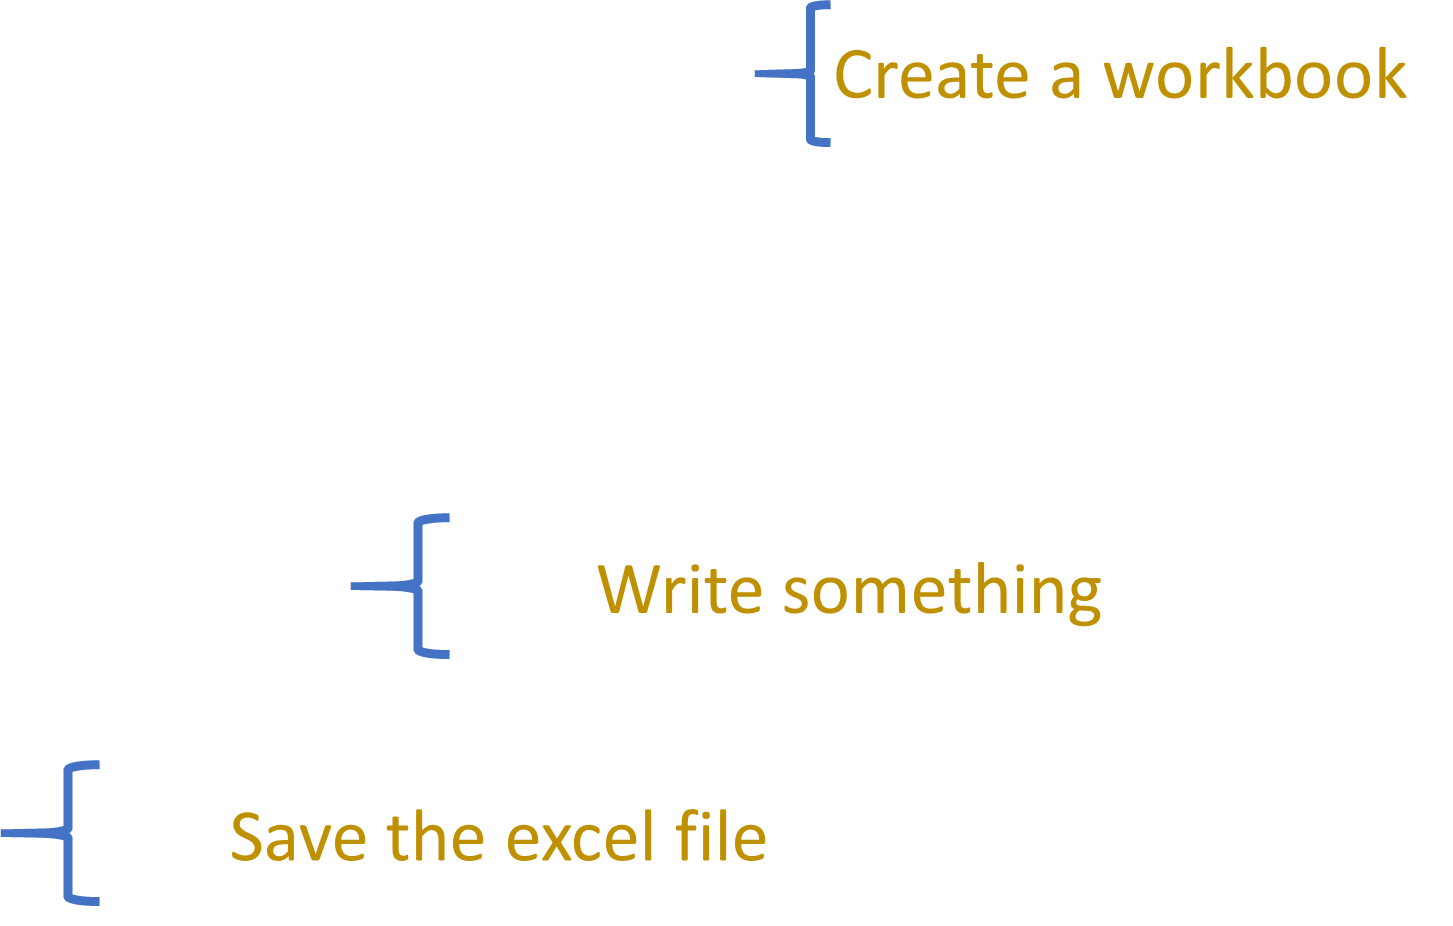 Create a workbook
Write something
Save the excel file